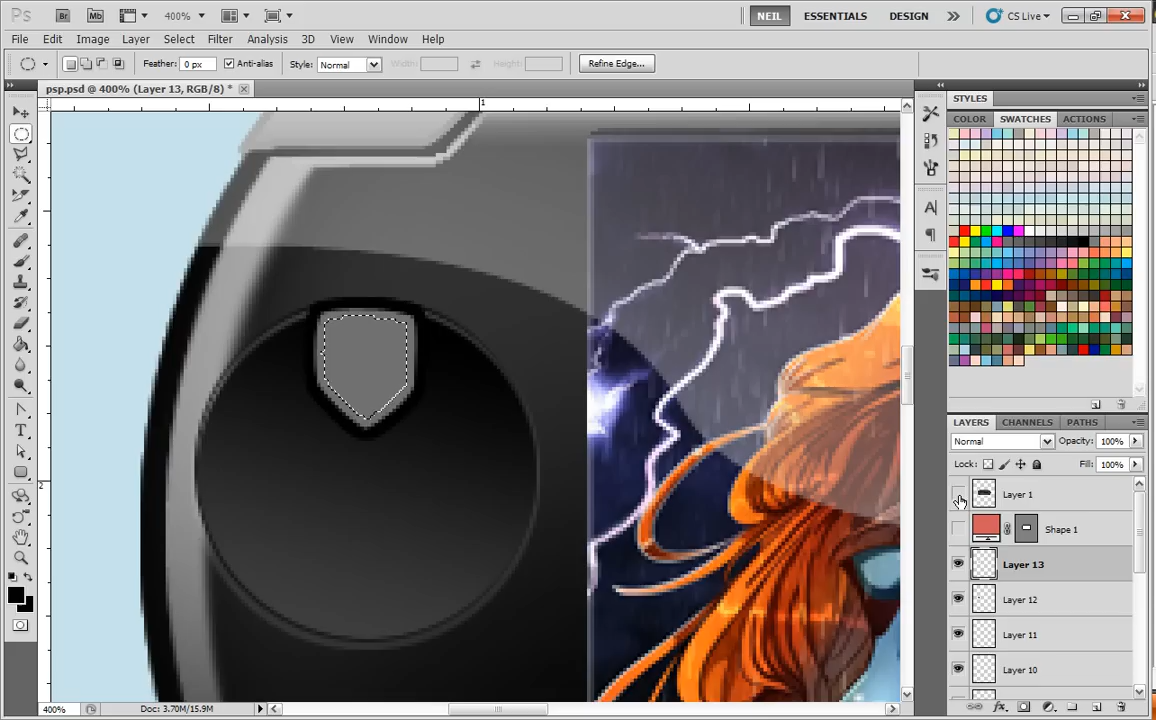 Ps Br Mb 400% NEIL ESSENTIALS DESIGN CS Live
File Edit Image Layer Select Filter Analysis 3D View Window Help
Feather: 0 px Anti-alias Style: Normal Width: Height: Refine Edge...
psp.psd @ 400% (Layer 13, RGB/8) *
1
2
STYLES
COLOR SWATCHES ACTIONS
LAYERS CHANNELS PATHS
Normal Opacity: 100%
Lock: Fill: 100%
Layer 1
Shape 1
Layer 13
Layer 12
Layer 11
Layer 10
400% Doc: 3.70M/15.9M